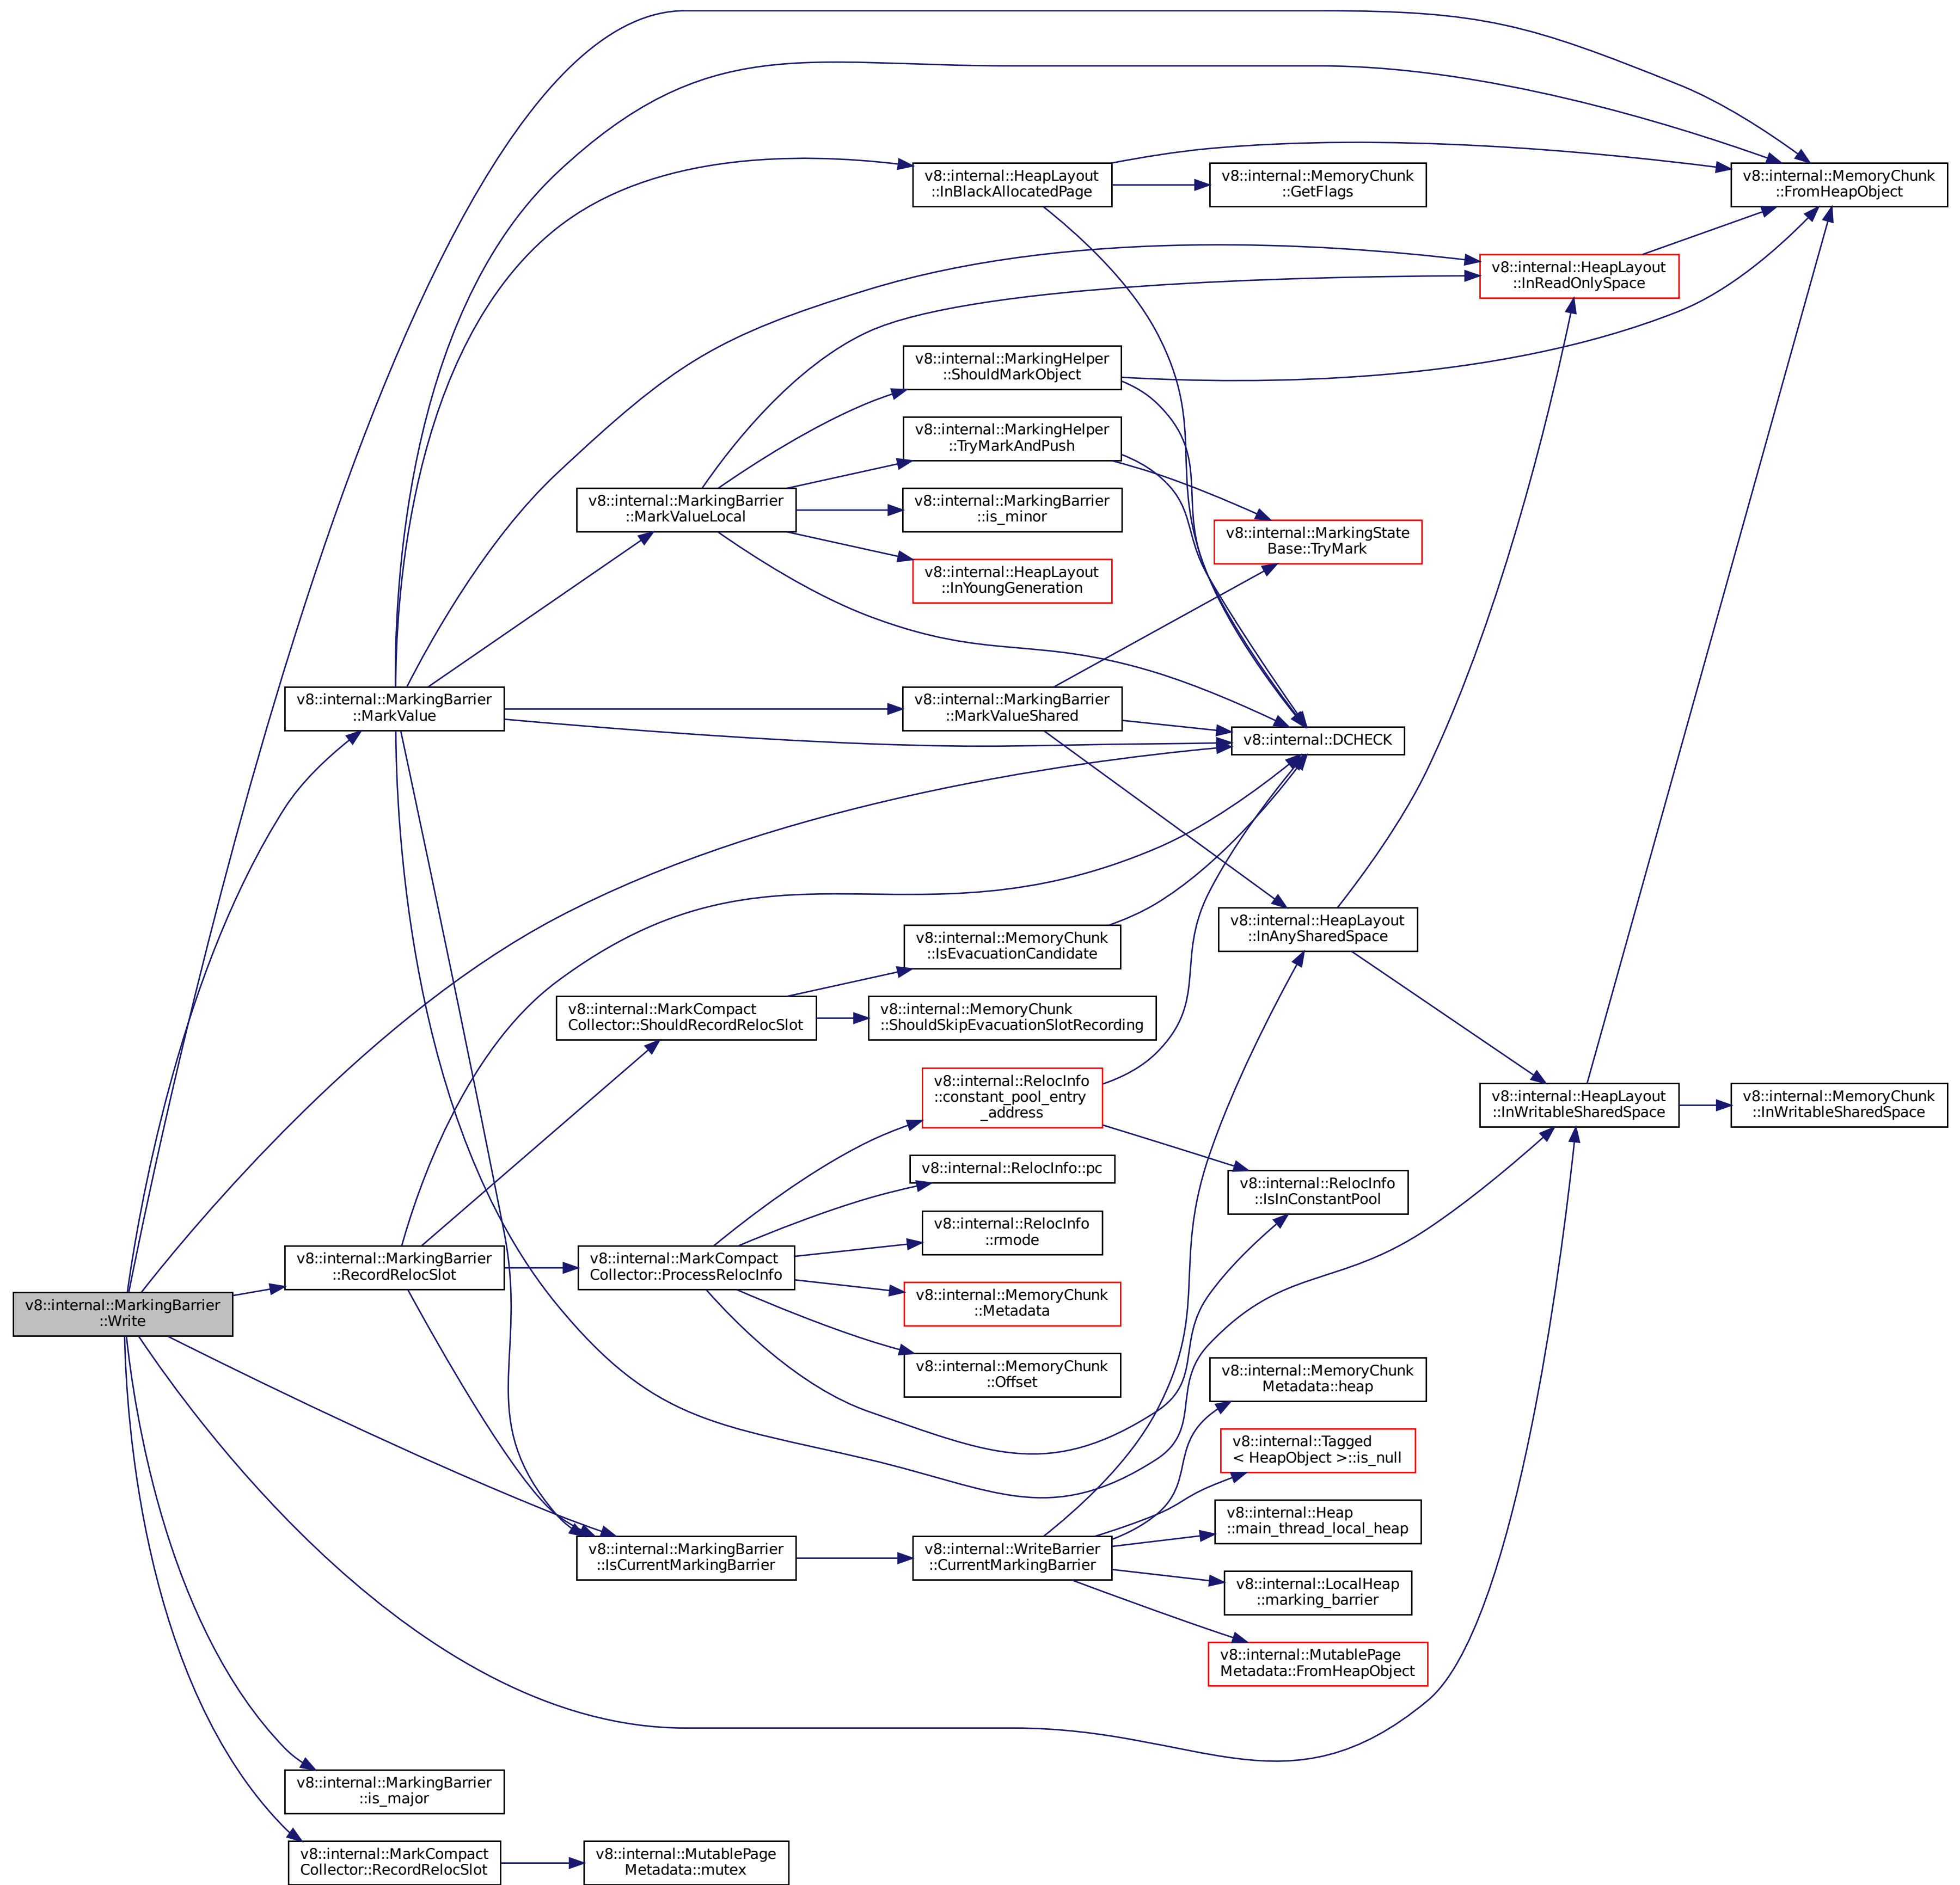 v8::internal::MarkingBarrier
::Write
v8::internal::MarkingBarrier
::MarkValue
v8::internal::MarkingBarrier
::RecordRelocSlot
v8::internal::MarkingBarrier
::is_major
v8::internal::MarkCompact
Collector::RecordRelocSlot
v8::internal::MarkingBarrier
::MarkValueLocal
v8::internal::MarkCompact
Collector::ShouldRecordRelocSlot
v8::internal::MarkCompact
Collector::ProcessRelocInfo
v8::internal::MarkingBarrier
::IsCurrentMarkingBarrier
v8::internal::MutablePage
Metadata::mutex
v8::internal::HeapLayout
::InBlackAllocatedPage
v8::internal::MarkingHelper
::ShouldMarkObject
v8::internal::MarkingHelper
::TryMarkAndPush
v8::internal::MarkingBarrier
::is_minor
v8::internal::HeapLayout
::InYoungGeneration
v8::internal::MarkingBarrier
::MarkValueShared
v8::internal::MemoryChunk
::IsEvacuationCandidate
v8::internal::MemoryChunk
::ShouldSkipEvacuationSlotRecording
v8::internal::RelocInfo
::constant_pool_entry
_address
v8::internal::RelocInfo::pc
v8::internal::RelocInfo
::rmode
v8::internal::MemoryChunk
::Metadata
v8::internal::MemoryChunk
::Offset
v8::internal::WriteBarrier
::CurrentMarkingBarrier
v8::internal::MemoryChunk
::GetFlags
v8::internal::MarkingState
Base::TryMark
v8::internal::DCHECK
v8::internal::HeapLayout
::InAnySharedSpace
v8::internal::RelocInfo
::IsInConstantPool
v8::internal::MemoryChunk
Metadata::heap
v8::internal::Tagged
< HeapObject >::is_null
v8::internal::Heap
::main_thread_local_heap
v8::internal::LocalHeap
::marking_barrier
v8::internal::MutablePage
Metadata::FromHeapObject
v8::internal::HeapLayout
::InReadOnlySpace
v8::internal::HeapLayout
::InWritableSharedSpace
v8::internal::MemoryChunk
::FromHeapObject
v8::internal::MemoryChunk
::InWritableSharedSpace